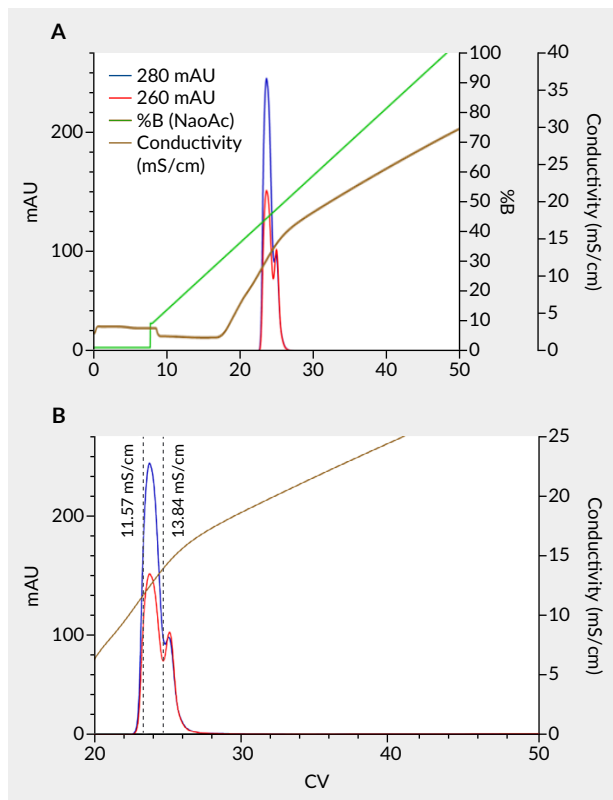 A
280 mAU
260 mAU
%B (NaoAc)
Conductivity
(mS/cm)
mAU
200
100
0
0 10 20 30 40 50
100
90
80
70
60
50
40
30
20
10
0
%B
40
35
30
25
20
15
10
5
0
Conductivity (mS/cm)
B
11.57 mS/cm
13.84 mS/cm
mAU
200
100
0
20 30 40 50
CV
25
20
15
10
5
0
Conductivity (mS/cm)